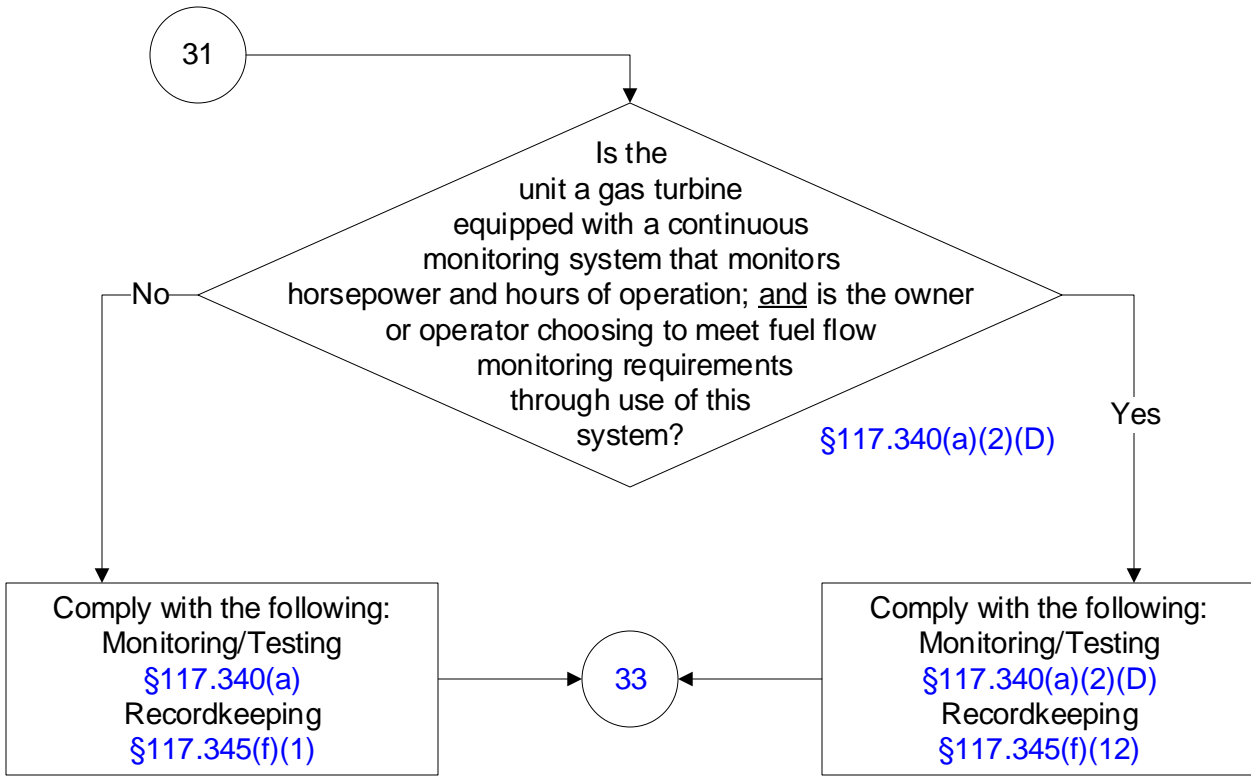 31
Is the
unit a gas turbine
equipped with a continuous
monitoring system that monitors
horsepower and hours of operation; and is the owner
or operator choosing to meet fuel flow
monitoring requirements
through use of this
system?
§117.340(a)(2)(D)
No
Yes
Comply with the following:
Monitoring/Testing
§117.340(a)
Recordkeeping
§117.345(f)(1)
33
Comply with the following:
Monitoring/Testing
§117.340(a)(2)(D)
Recordkeeping
§117.345(f)(12)